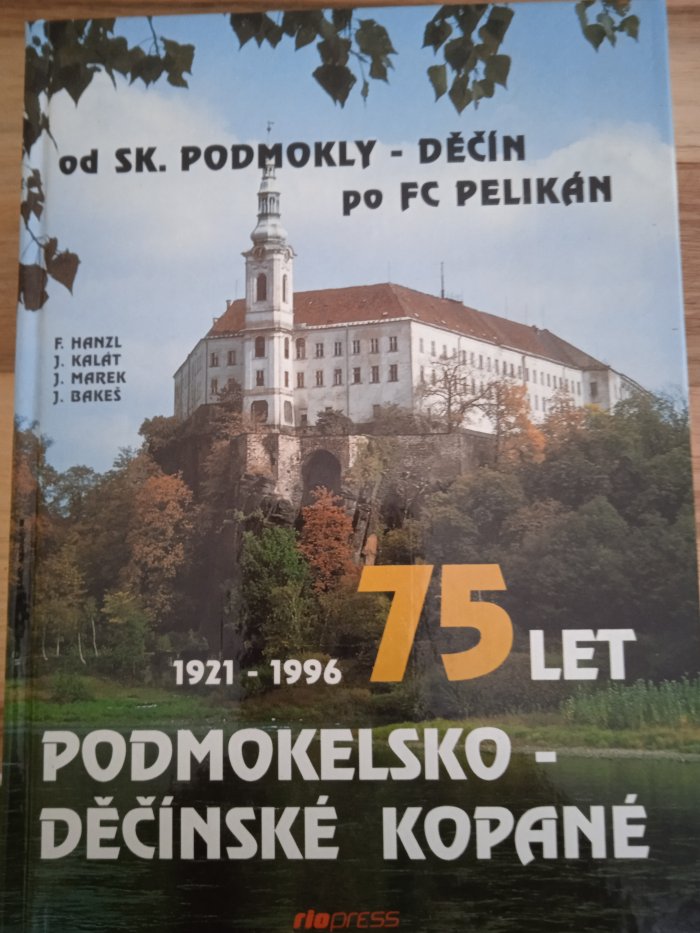 od SK. PODMOKLY - DĚČÍN
po FC PELIKÁN
F. HANZL
J. KALÁT
J. MAREK
J. BAKEŠ
1921 - 1996 75 LET
PODMOKELSKO -
DĚČÍNSKÉ KOPANÉ
riopress